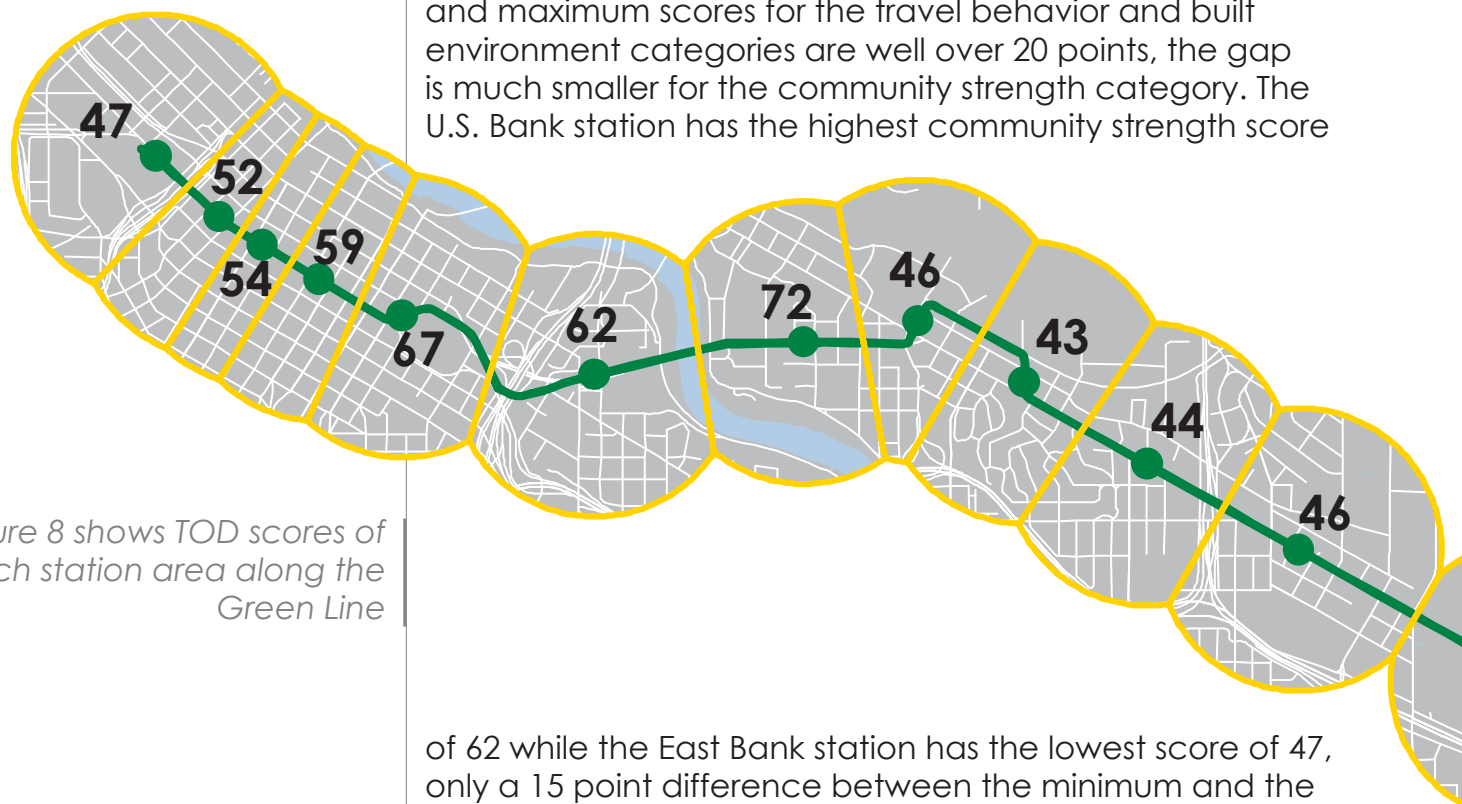 and maximum scores for the travel behavior and built
environment categories are well over 20 points, the gap
is much smaller for the community strength category. The
U.S. Bank station has the highest community strength score
47
52
54
59
67
62
72
46
43
44
46
ure 8 shows TOD scores of
ch station area along the
Green Line
of 62 while the East Bank station has the lowest score of 47,
only a 15 point difference between the minimum and the